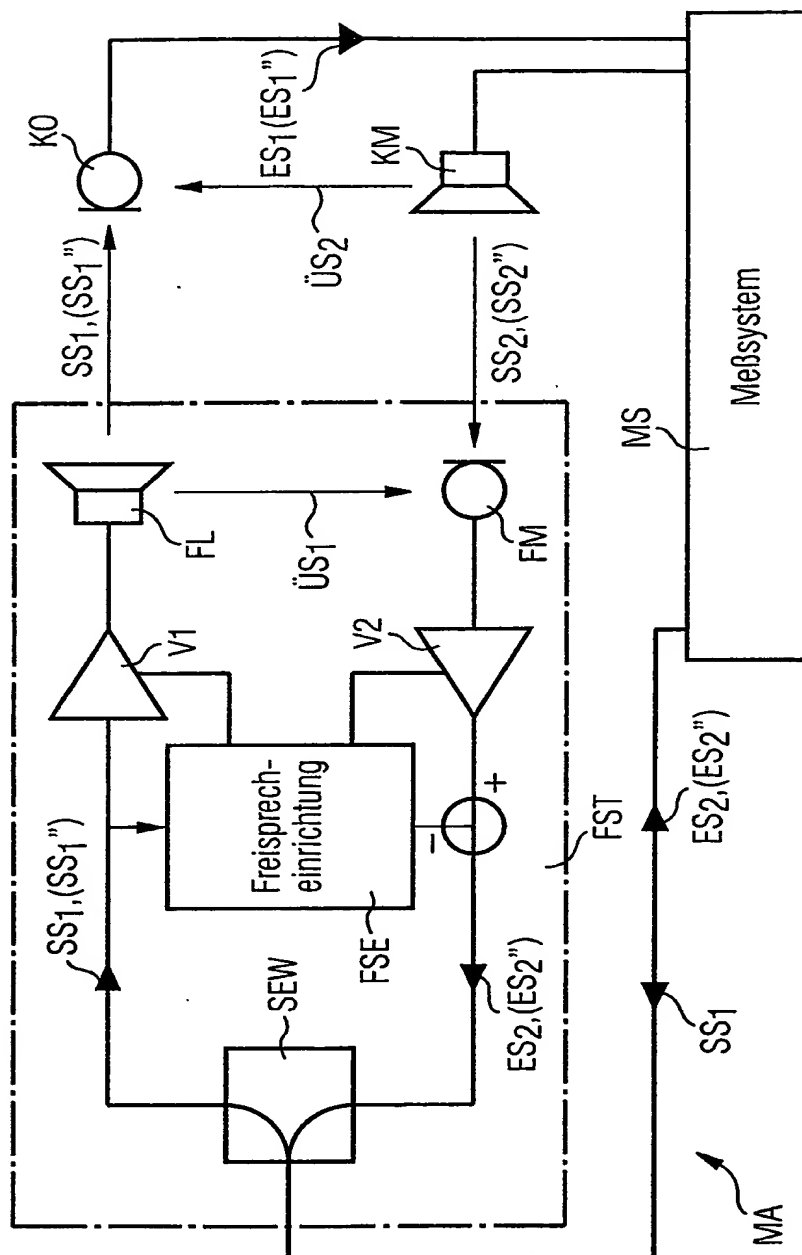 KO
ES1(ES1")
SS1,(SS1")
ÜS2
KM
SS2,(SS2")
FL
ÜS1
FM
V1
V2
SS1,(SS1")
Freisprech-
einrichtung
FSE
-
+
FST
SEW
ES2,(ES2")
MS
Meßsystem
ES2,(ES2")
SS1
MA